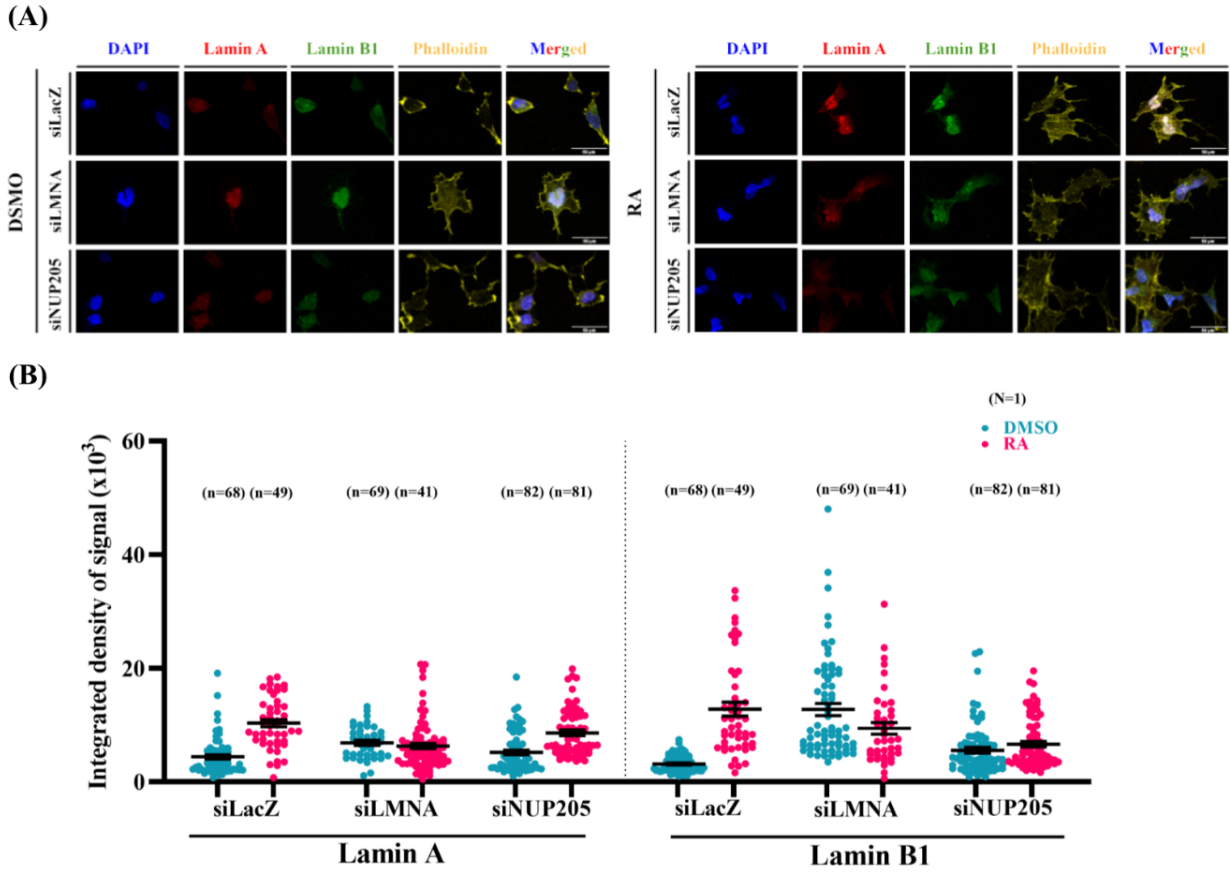 (A)
DAPI Lamin A Lamin B1 Phalloidin Merged
DSMO
siLacZ
siLMNA
siNUP205
DAPI Lamin A Lamin B1 Phalloidin Merged
RA
siLacZ
siLMNA
siNUP205
(B)
(N=1)
DMSO
RA
Integrated density of signal (x10³)
60
40
20
0
(n=68) (n=49) (n=69) (n=41) (n=82) (n=81) (n=68) (n=49) (n=69) (n=41) (n=82) (n=81)
siLacZ siLMNA siNUP205 siLacZ siLMNA siNUP205
Lamin A Lamin B1